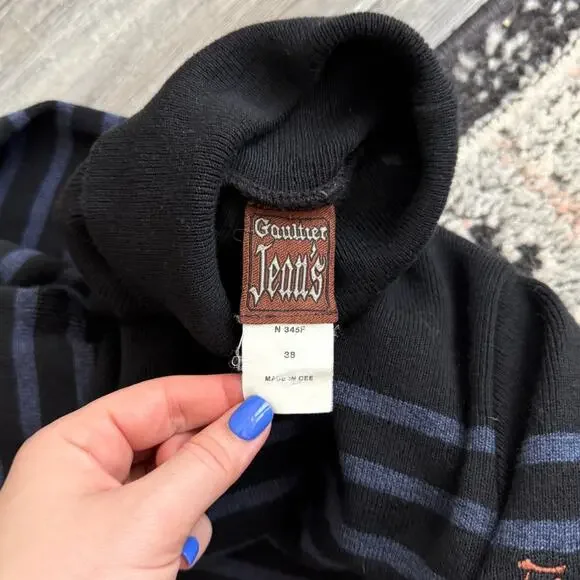 Gaultier
Jean's
N 345F
38
MADE IN CEE